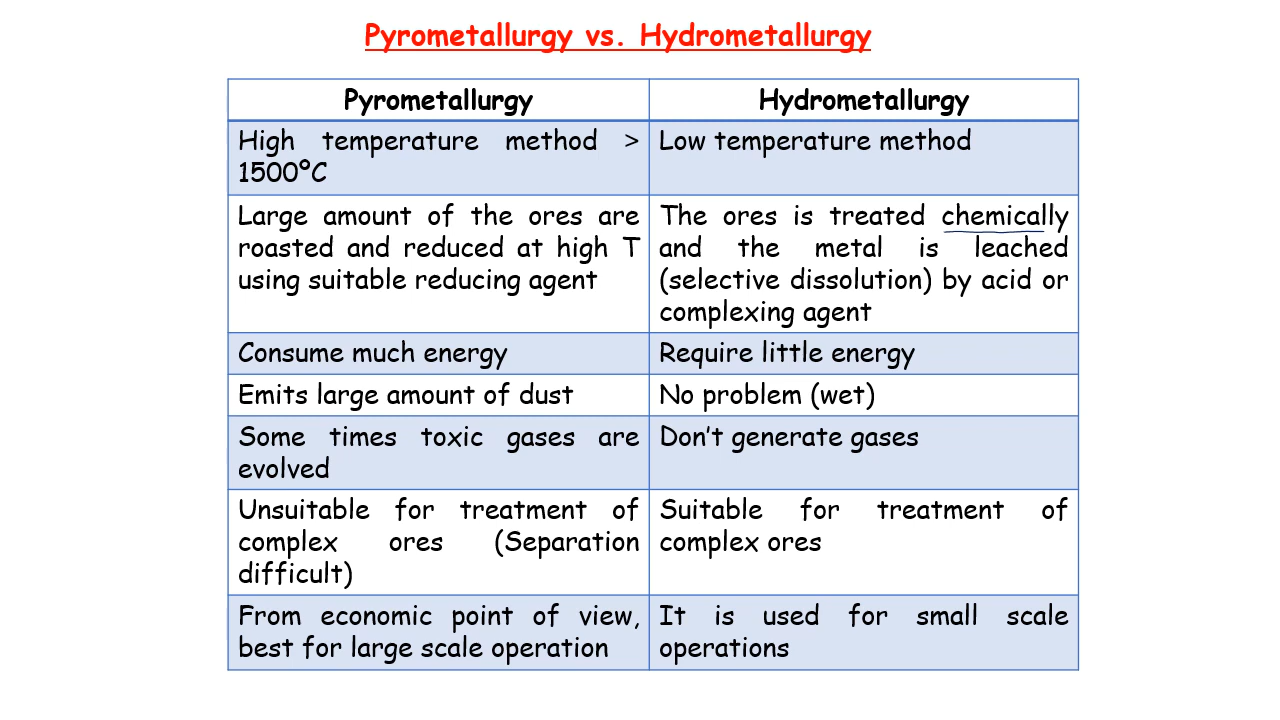 Pyrometallurgy vs. Hydrometallurgy
Pyrometallurgy
Hydrometallurgy
High temperature method >
1500°C
Low temperature method
Large amount of the ores are
roasted and reduced at high T
using suitable reducing agent
The ores is treated chemically
and the metal is leached
(selective dissolution) by acid or
complexing agent
Consume much energy
Require little energy
Emits large amount of dust
No problem (wet)
Some times toxic gases are
evolved
Don't generate gases
Unsuitable for treatment of
complex ores (Separation
difficult)
Suitable for treatment of
complex ores
From economic point of view,
best for large scale operation
It is used for small scale
operations